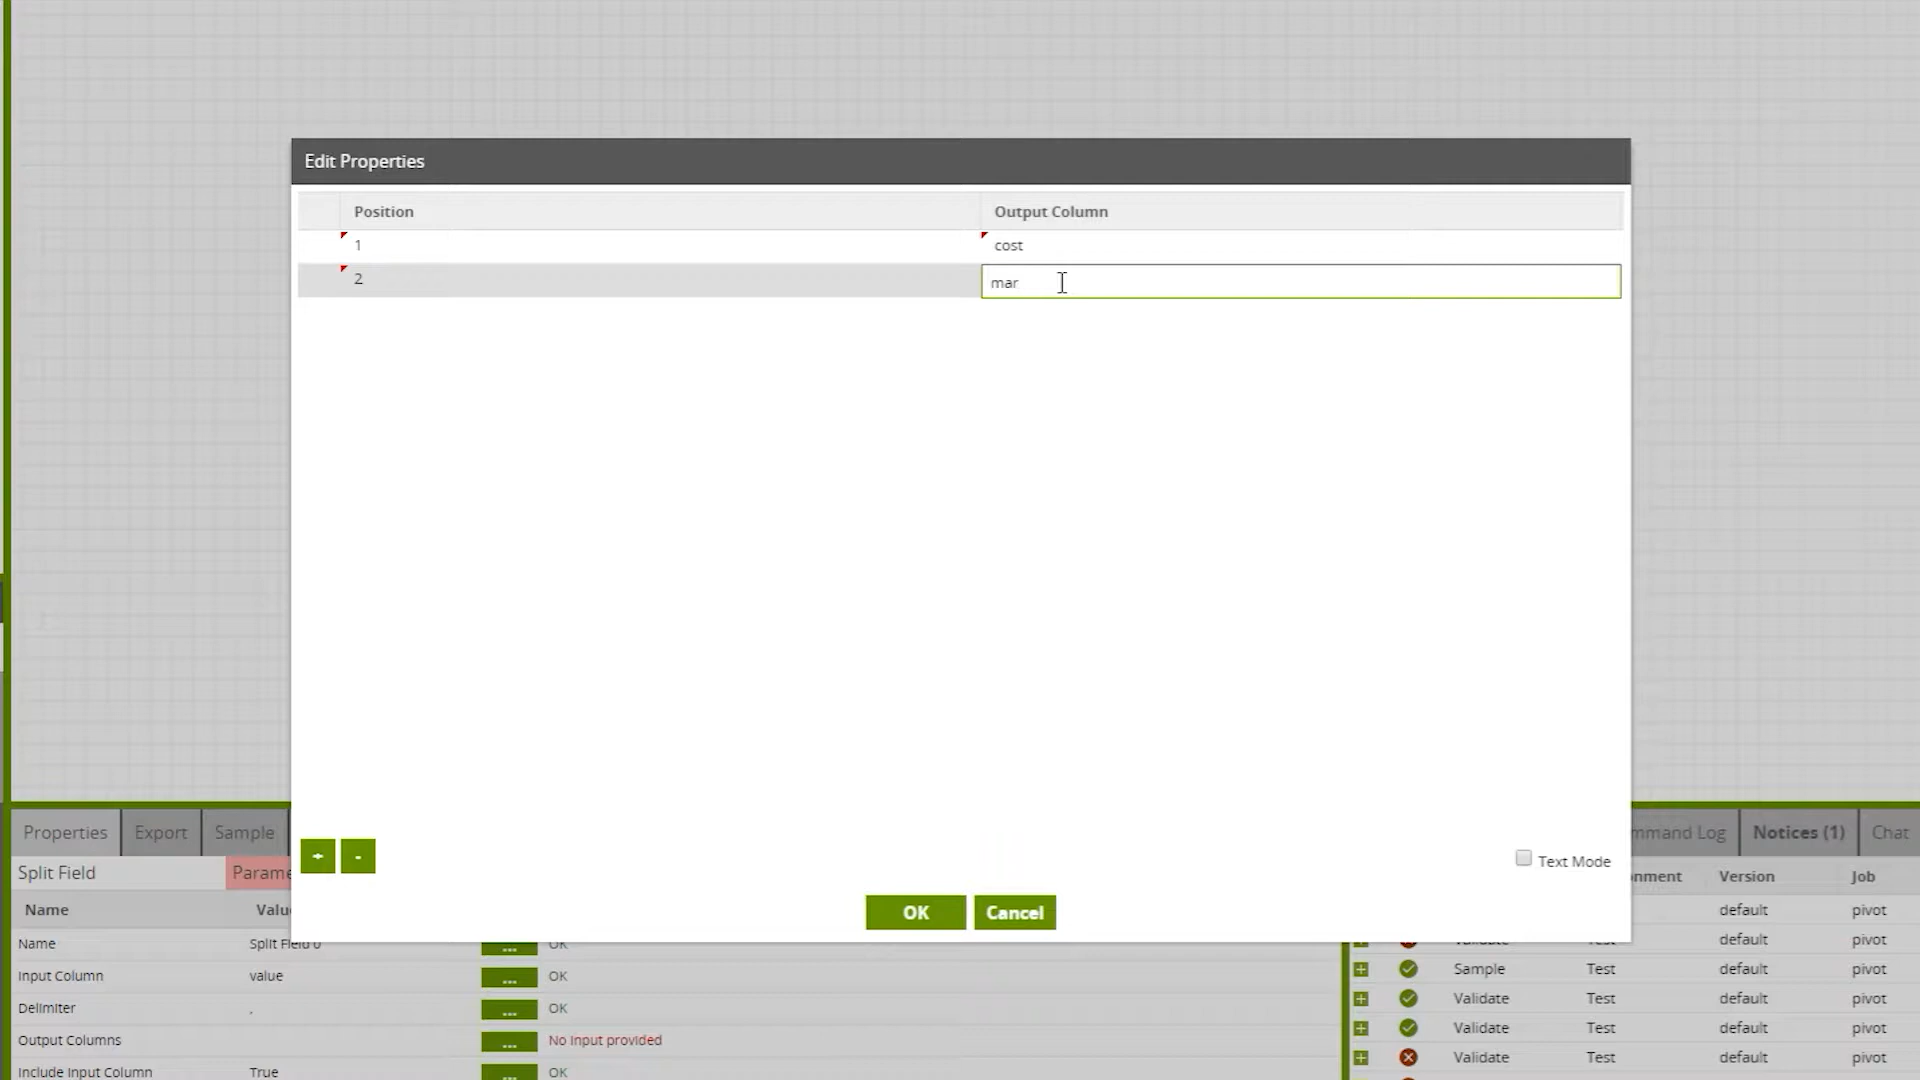 Edit Properties
Position Output Column
1 cost
2 mar
+ -
Text Mode
OK Cancel
Properties Export Sample
Split Field Parame
Name Valu
Name Split Field 0 ... OK
Input Column value ... OK
Delimiter ... OK
Output Columns ... No input provided
Include Input Column True ... OK
mmand Log Notices (1) Chat
nment Version Job
default pivot
Validate Test default pivot
Sample Test default pivot
Validate Test default pivot
Validate Test default pivot
Validate Test default pivot